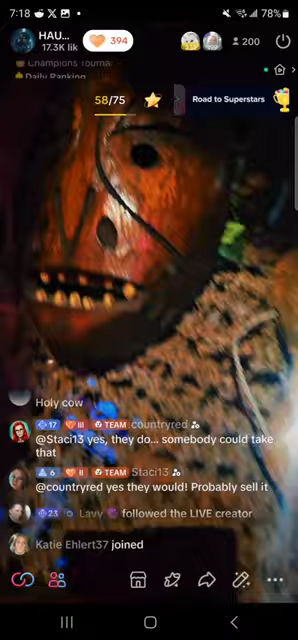 7:18
78%
HAU...
17.3K lik
394
200
Champions Tourna
Daily Ranking
58/75
Road to Superstars
Holy cow
17 III TEAM countryred
@Staci13 yes, they do... somebody could take
that
6 II TEAM Staci13
@countryred yes they would! Probably sell it
23 Lavy followed the LIVE creator
Katie Ehlert37 joined